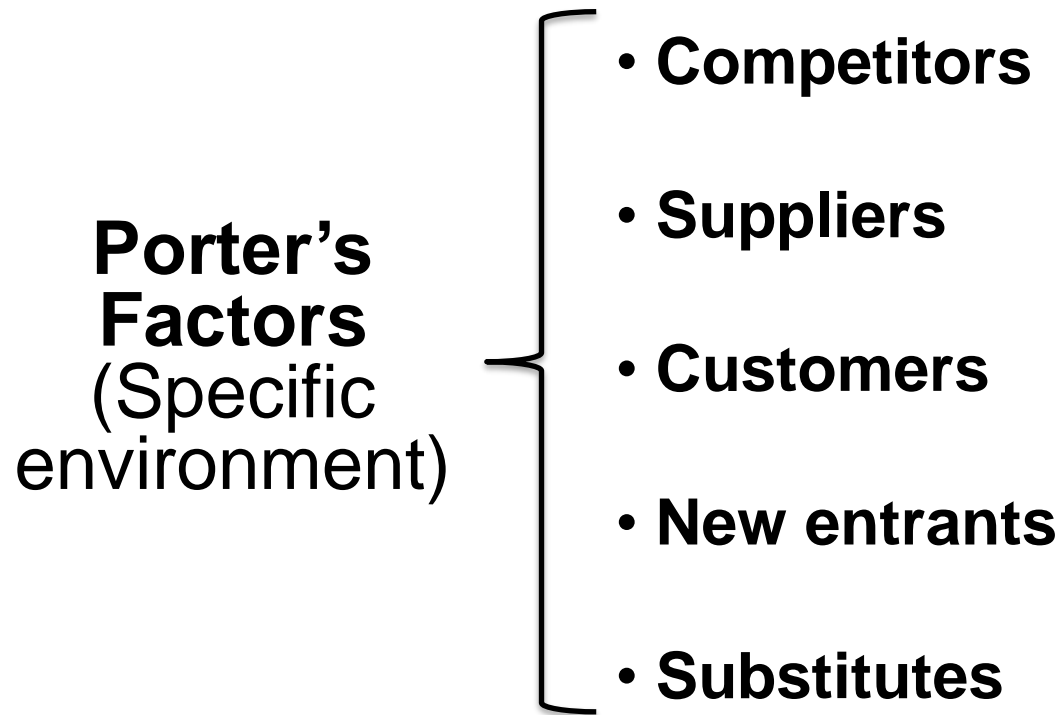 Porter’s
Factors
(Specific
environment)
• Competitors
• Suppliers
• Customers
• New entrants
• Substitutes